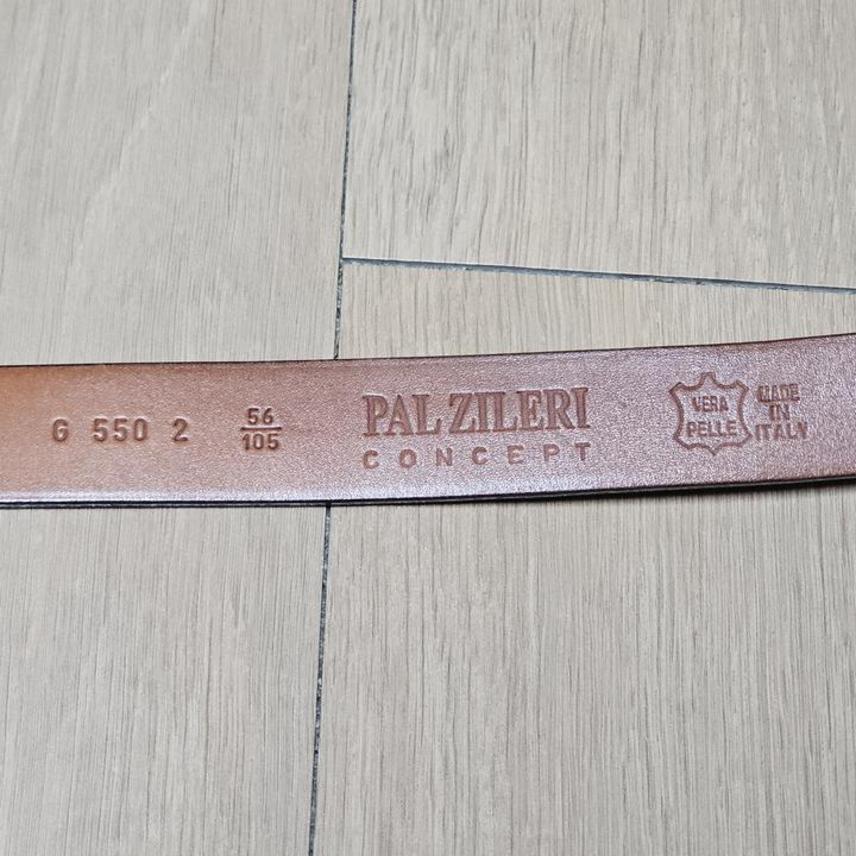 G 550 2
56
105
PAL ZILERI
CONCEPT
VERA
PELLE
MADE
IN
ITALY